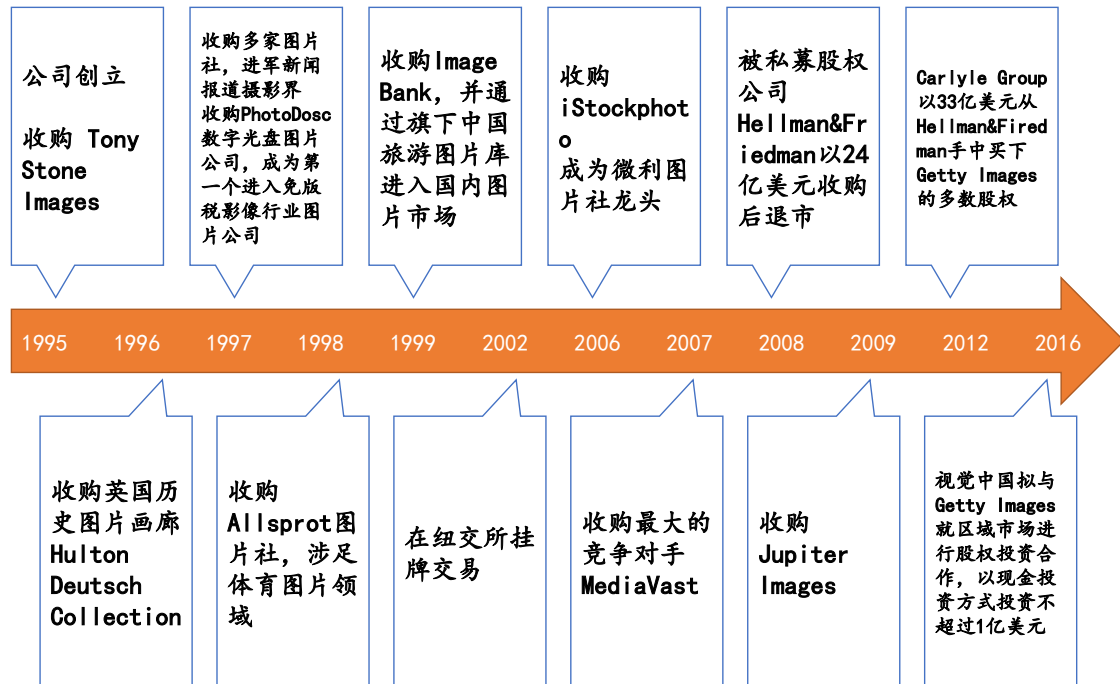 公司创立
收购 Tony
Stone
Images
收购多家图片
社，进军新闻
报道摄影界
收购PhotoDosc
数字光盘图片
公司，成为第
一个进入免版
税影像行业图
片公司
收购Image
Bank，并通
过旗下中国
旅游图片库
进入国内图
片市场
收购
iStockphot
o
成为微利图
片社龙头
被私募股权
公司
Hellman&Fr
iedman以24
亿美元收购
后退市
Carlyle Group
以33亿美元从
Hellman&Fired
man手中买下
Getty Images
的多数股权
1995 1996 1997 1998 1999 2002 2006 2007 2008 2009 2012 2016
收购英国历
史图片画廊
Hulton
Deutsch
Collection
收购
Allsprot图
片社，涉足
体育图片领
域
在纽交所挂
牌交易
收购最大的
竞争对手
MediaVast
收购
Jupiter
Images
视觉中国拟与
Getty Images
就区域市场进
行股权投资合
作，以现金投
资方式投资不
超过1亿美元